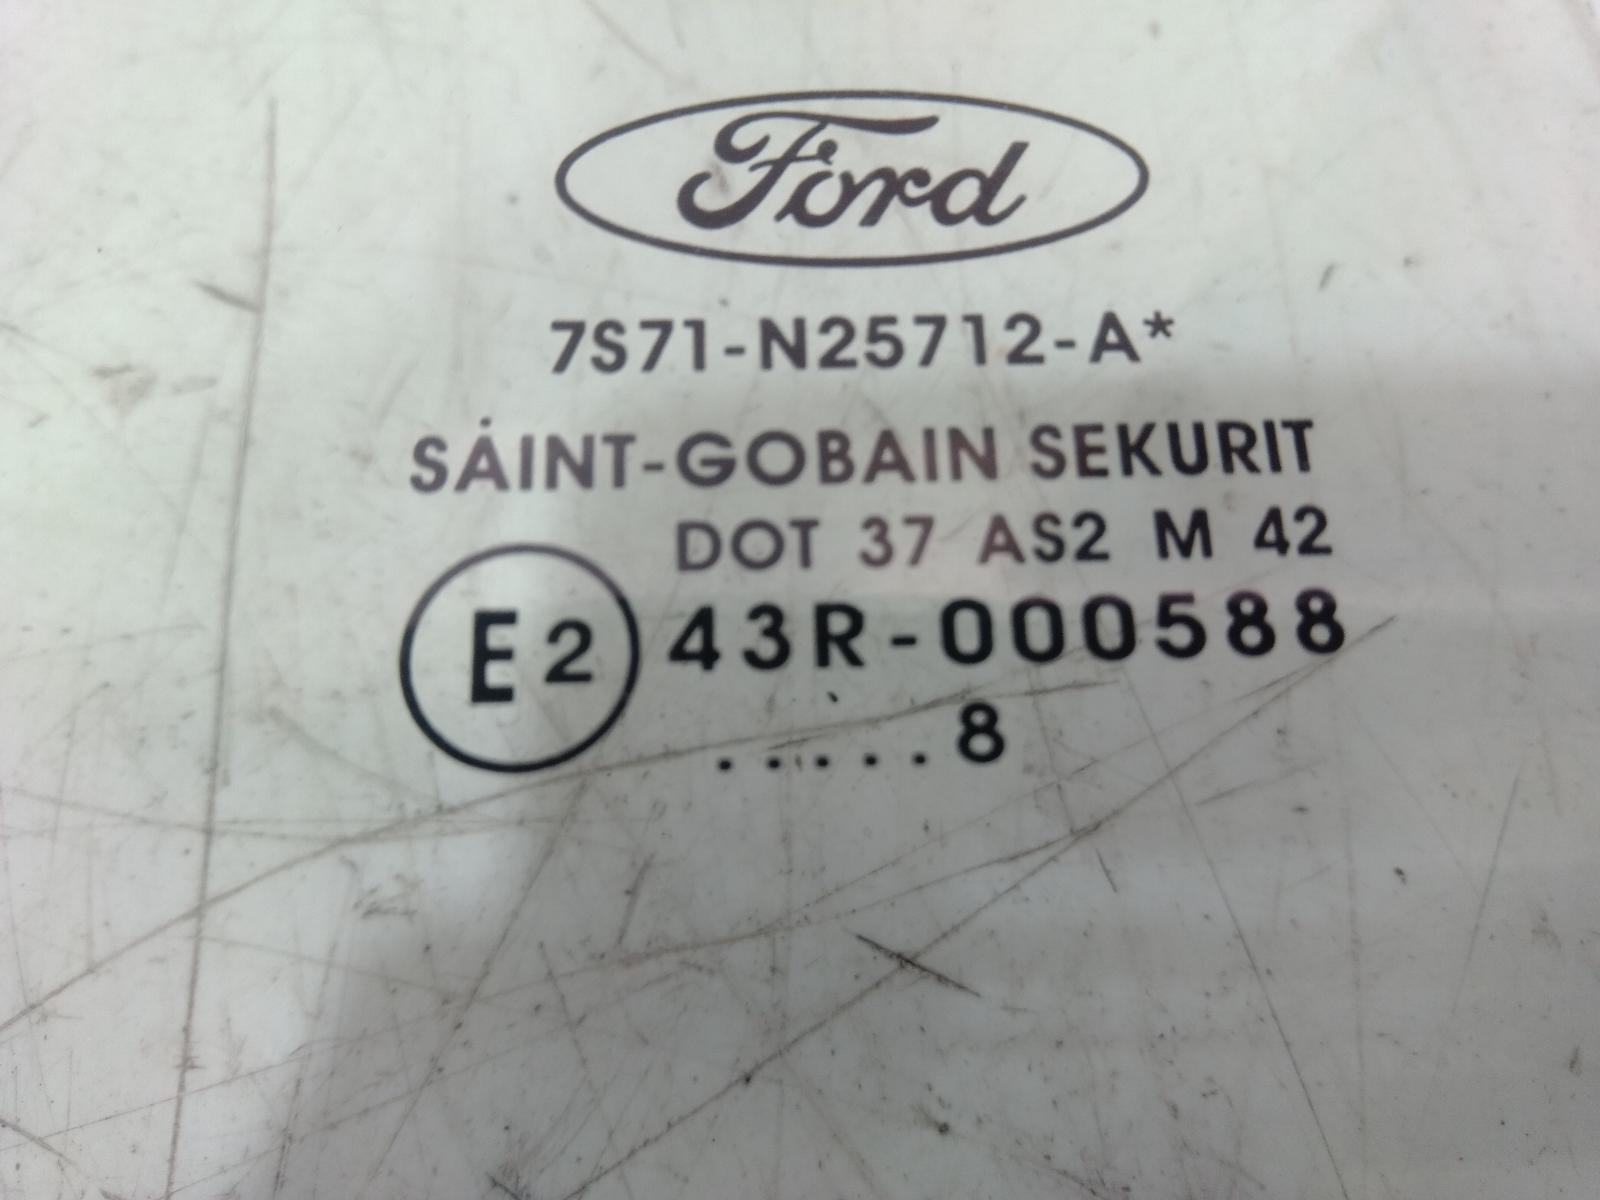 Ford
7S71-N25712-A*
SAINT-GOBAIN SEKURIT
DOT 37 AS2 M 42
E2 43R-000588
.....8